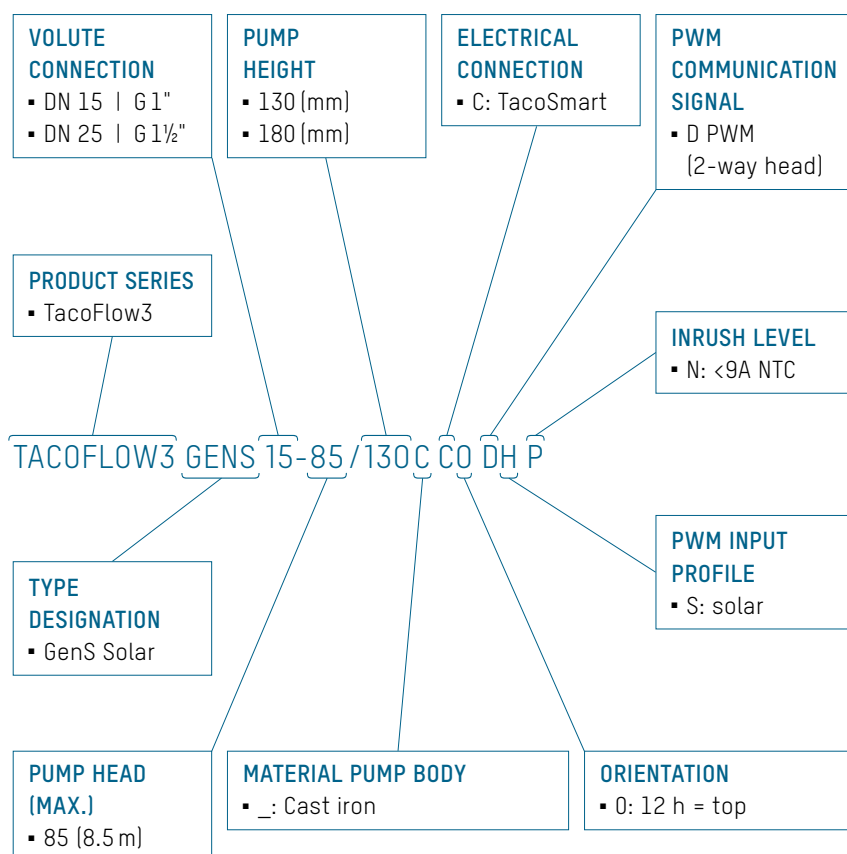 VOLUTE
CONNECTION
▪ DN 15 | G 1"
▪ DN 25 | G 1½"
PUMP
HEIGHT
▪ 130 (mm)
▪ 180 (mm)
ELECTRICAL
CONNECTION
▪ C: TacoSmart
PWM
COMMUNICATION
SIGNAL
▪ D PWM
(2-way head)
PRODUCT SERIES
▪ TacoFlow3
INRUSH LEVEL
▪ N: <9A NTC
TACOFLOW3 GENS 15-85/130C C0 DH P
TYPE
DESIGNATION
▪ GenS Solar
PWM INPUT
PROFILE
▪ S: solar
PUMP HEAD
(MAX.)
▪ 85 (8.5 m)
MATERIAL PUMP BODY
▪ _: Cast iron
ORIENTATION
▪ 0: 12 h = top